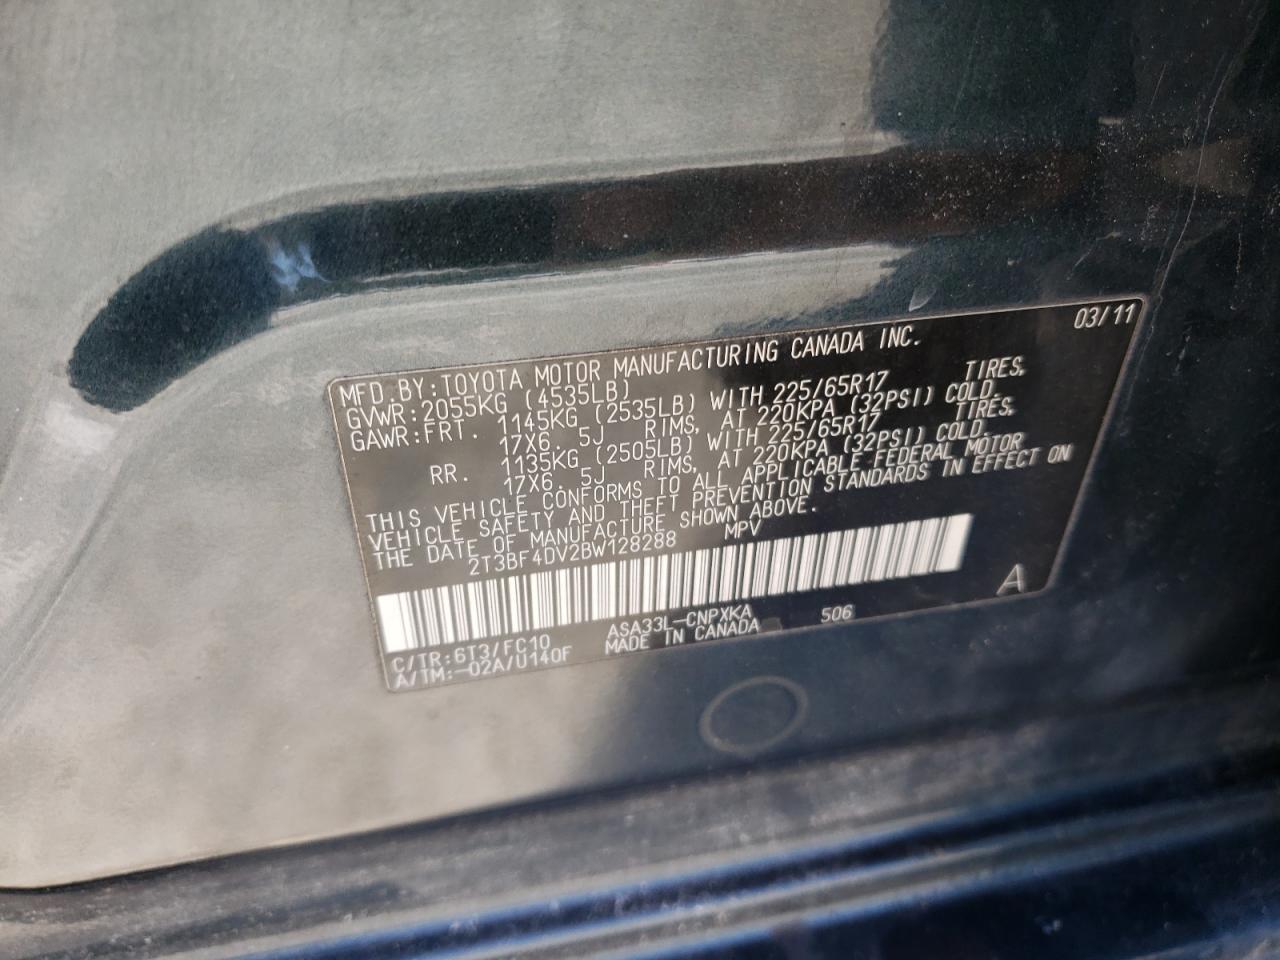 03/11
MFD.BY:TOYOTA MOTOR MANUFACTURING CANADA INC.
GVWR:2055KG (4535LB)
GAWR:FRT. 1145KG (2535LB) WITH 225/65R17 TIRES,
17X6. 5J RIMS, AT 220KPA (32PSI) COLD.
RR. 1135KG (2505LB) WITH 225/65R17 TIRES,
17X6. 5J RIMS, AT 220KPA (32PSI) COLD.
THIS VEHICLE CONFORMS TO ALL APPLICABLE FEDERAL MOTOR
VEHICLE SAFETY AND THEFT PREVENTION STANDARDS IN EFFECT ON
THE DATE OF MANUFACTURE SHOWN ABOVE.
2T3BF4DV2BW128288 MPV
A
C/TR:6T3/FC10 ASA33L-CNPXKA 506
A/TM:-02A/U140F MADE IN CANADA